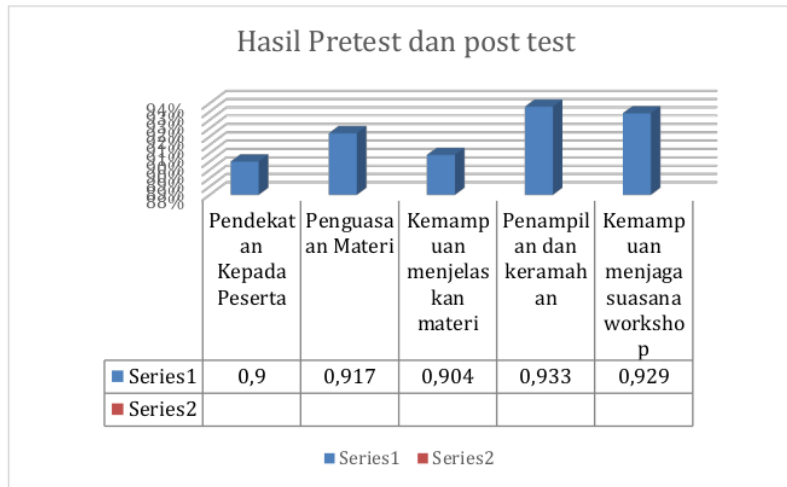 Hasil Pretest dan post test
94%
88%
Pendekat
an
Kepada
Peserta
Penguasa
an Materi
Kemamp
uan
menjelas
kan
materi
Penampil
an dan
keramah
an
Kemamp
uan
menjaga
suasana
worksho
p
Series1 0,9 0,917 0,904 0,933 0,929
Series2
Series1 Series2